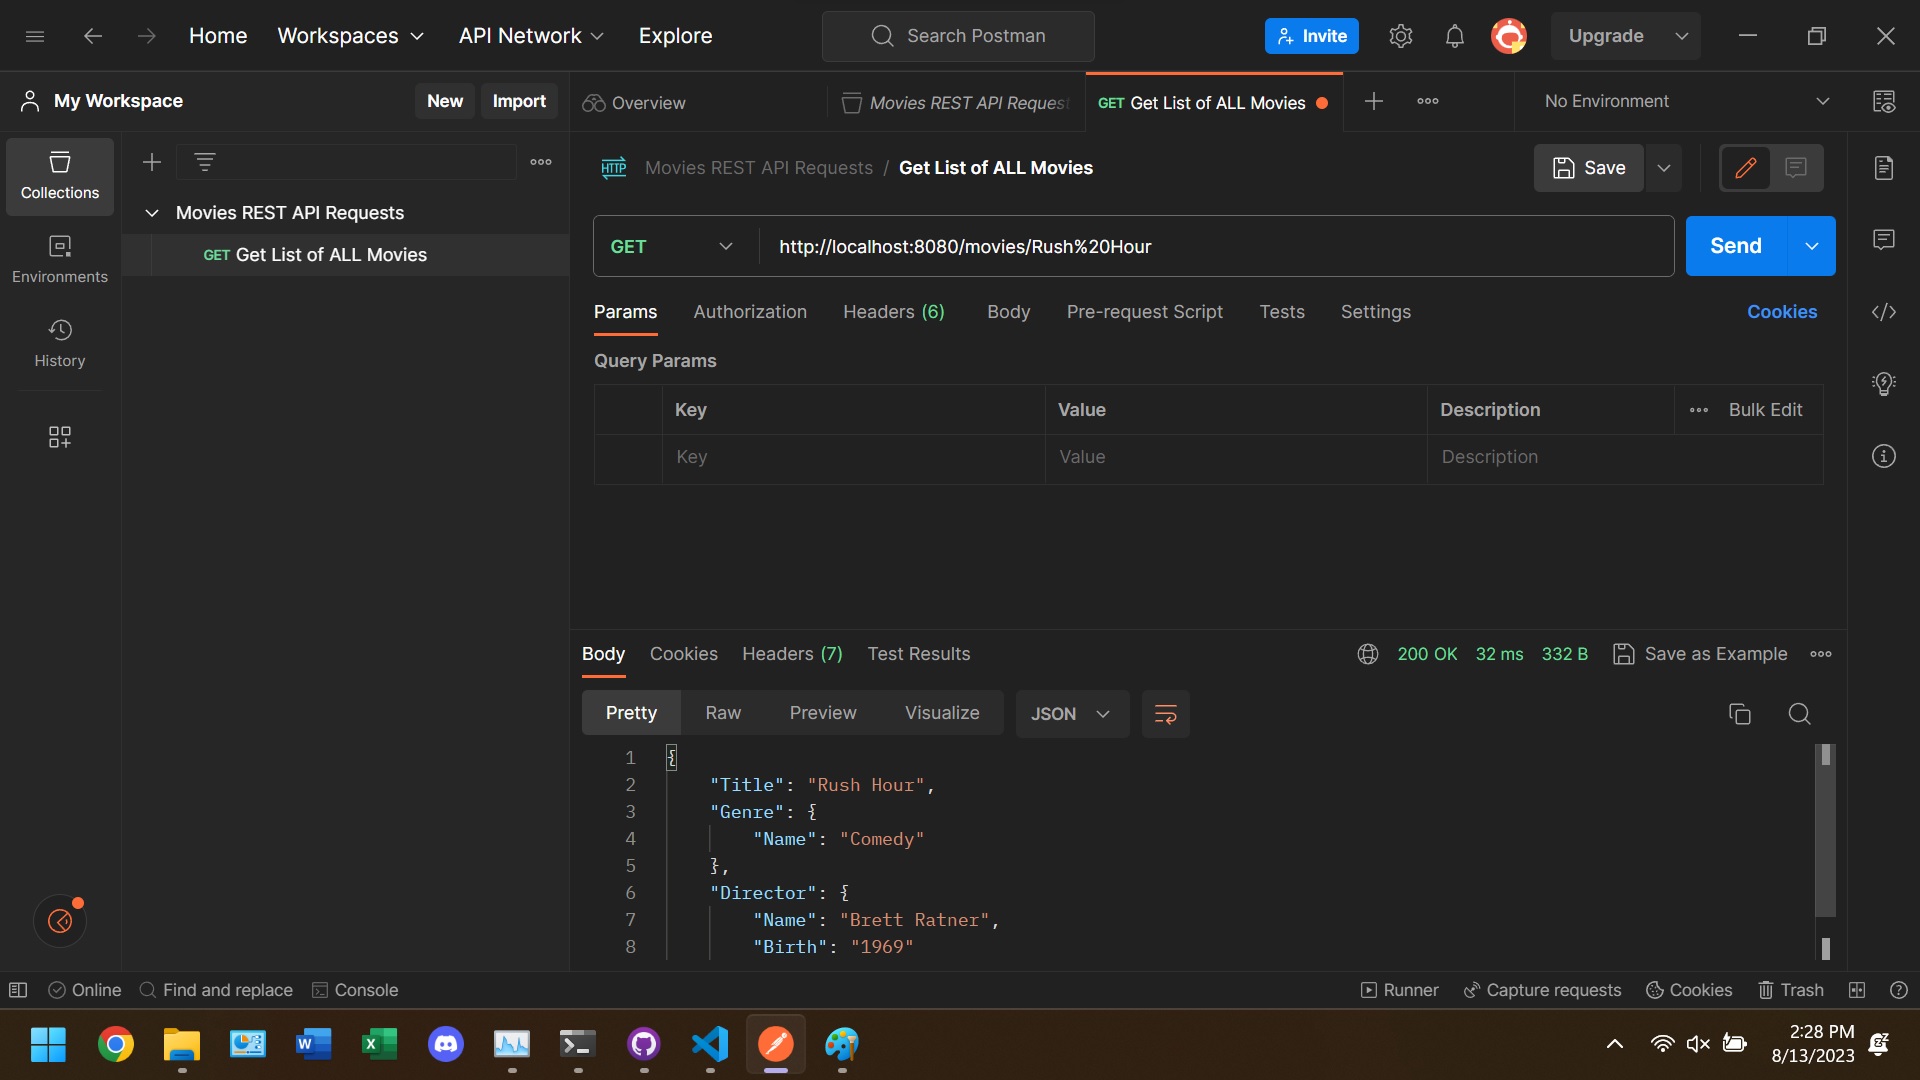 Home Workspaces API Network Explore Search Postman Invite Upgrade
My Workspace New Import Overview Movies REST API Request GET Get List of ALL Movies No Environment
Collections
Environments
History
Movies REST API Requests
GET Get List of ALL Movies
HTTP Movies REST API Requests / Get List of ALL Movies Save
GET http://localhost:8080/movies/Rush%20Hour Send
Params Authorization Headers (6) Body Pre-request Script Tests Settings Cookies
Query Params
Key Value Description Bulk Edit
Key Value Description
Body Cookies Headers (7) Test Results 200 OK 32 ms 332 B Save as Example
Pretty Raw Preview Visualize JSON
1 {
2 "Title": "Rush Hour",
3 "Genre": {
4 "Name": "Comedy"
5 },
6 "Director": {
7 "Name": "Brett Ratner",
8 "Birth": "1969"
Online Find and replace Console Runner Capture requests Cookies Trash
2:28 PM
8/13/2023